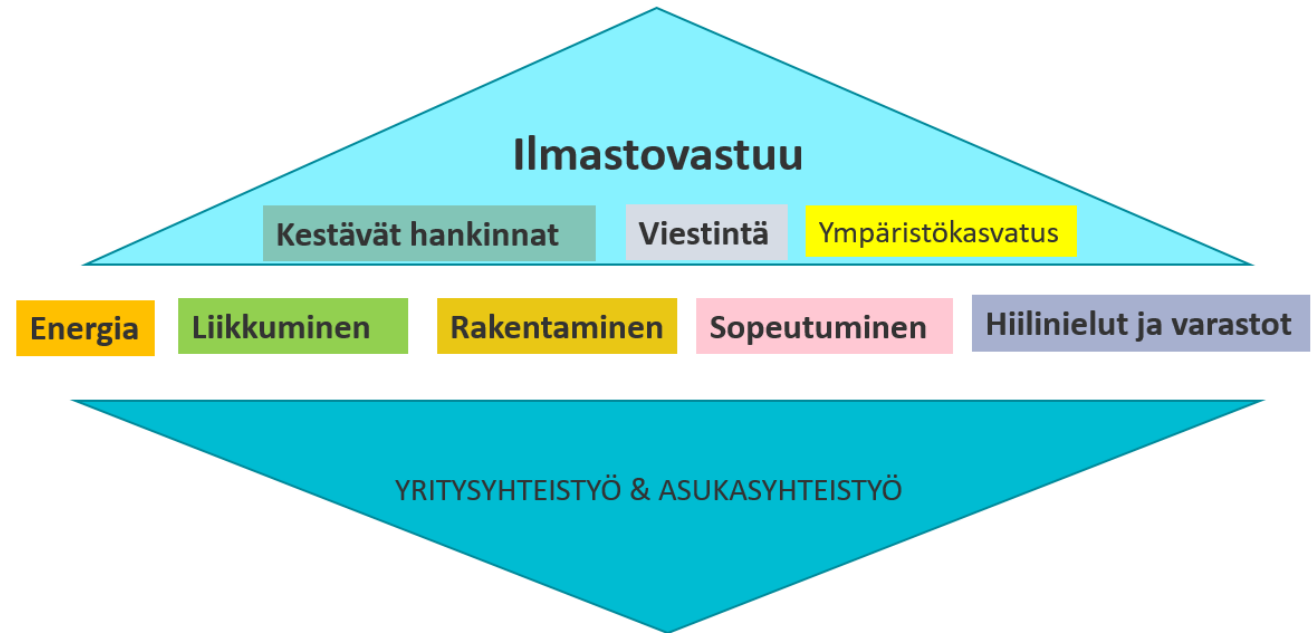 Ilmastovastuu
Kestävät hankinnat
Viestintä
Ympäristökasvatus
Energia
Liikkuminen
Rakentaminen
Sopeutuminen
Hiilinielut ja varastot
YRITYSYHTEISTYÖ & ASUKASYHTEISTYÖ